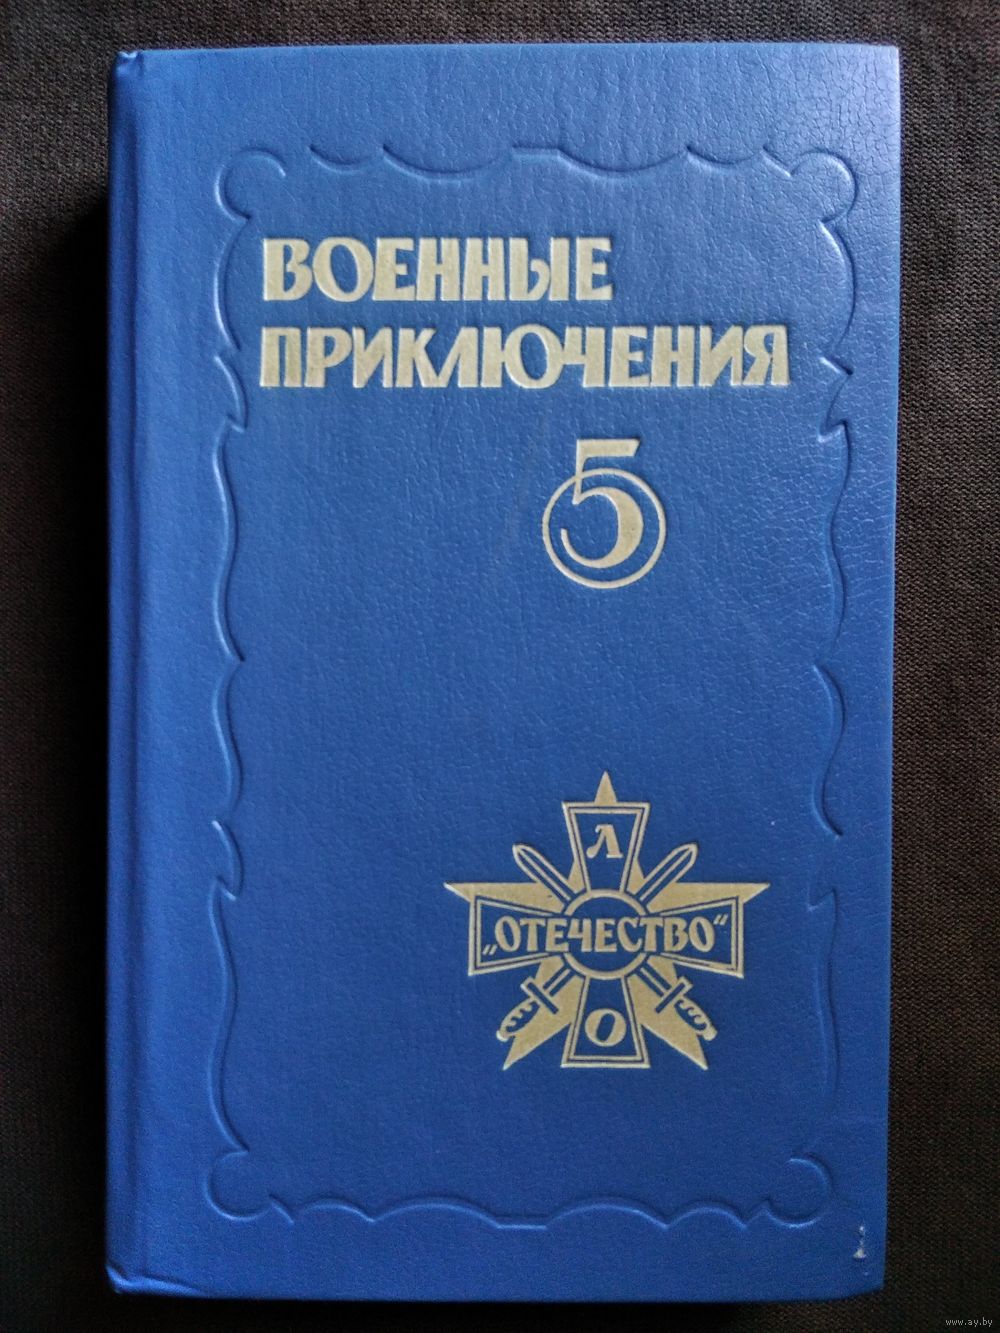 ВОЕННЫЕ
ПРИКЛЮЧЕНИЯ
5
Л
„ОТЕЧЕСТВО“
О
www.ay.by